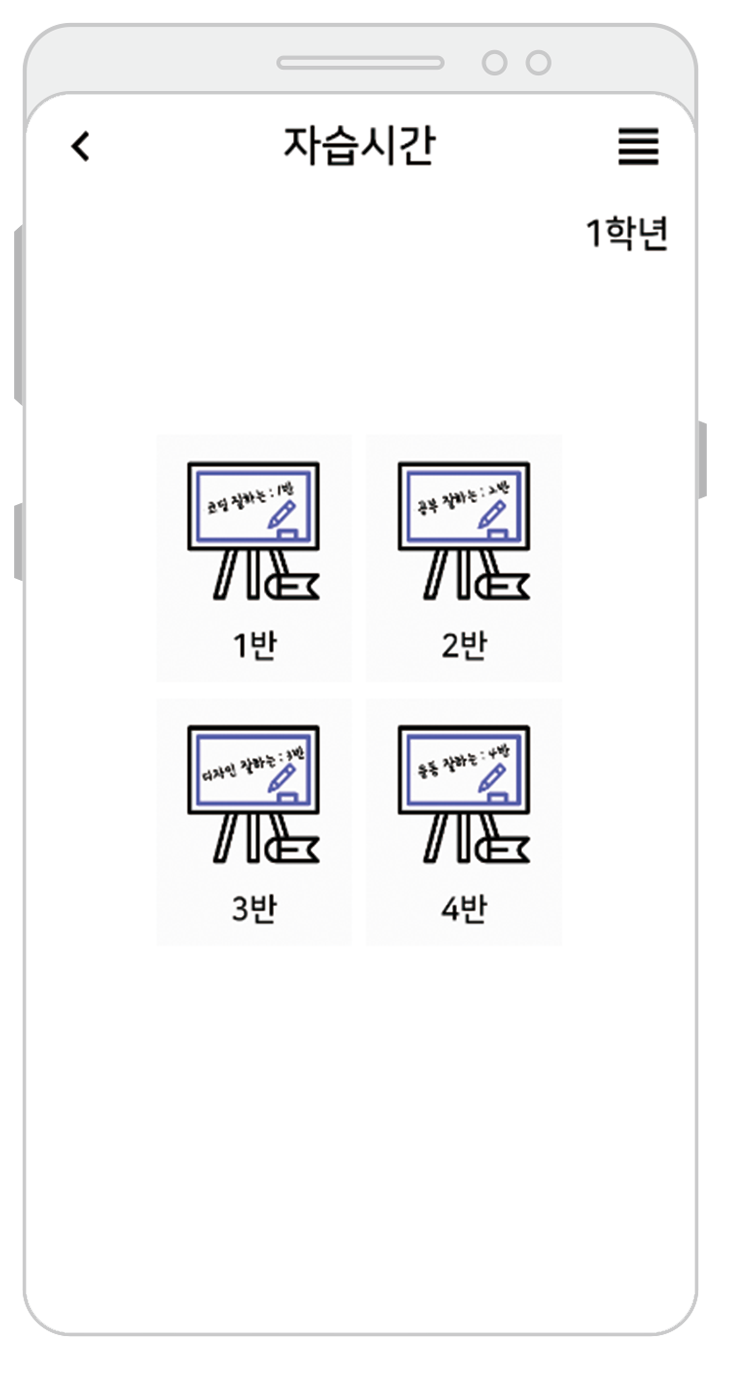 자습시간
1학년
코딩 잘하는 : 1반
공부 잘하는 : 2반
1반
2반
디자인 잘하는 : 3반
운동 잘하는 : 4반
3반
4반